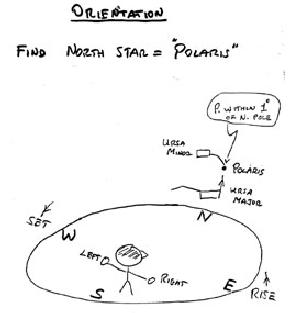 ORIENTATION
FIND NORTH STAR = "POLARIS"
P. WITHIN 1°
OF N. POLE
URSA
MINOR
POLARIS
URSA
MAJOR
N
SET
W
LEFT
RIGHT
S
E
RISE